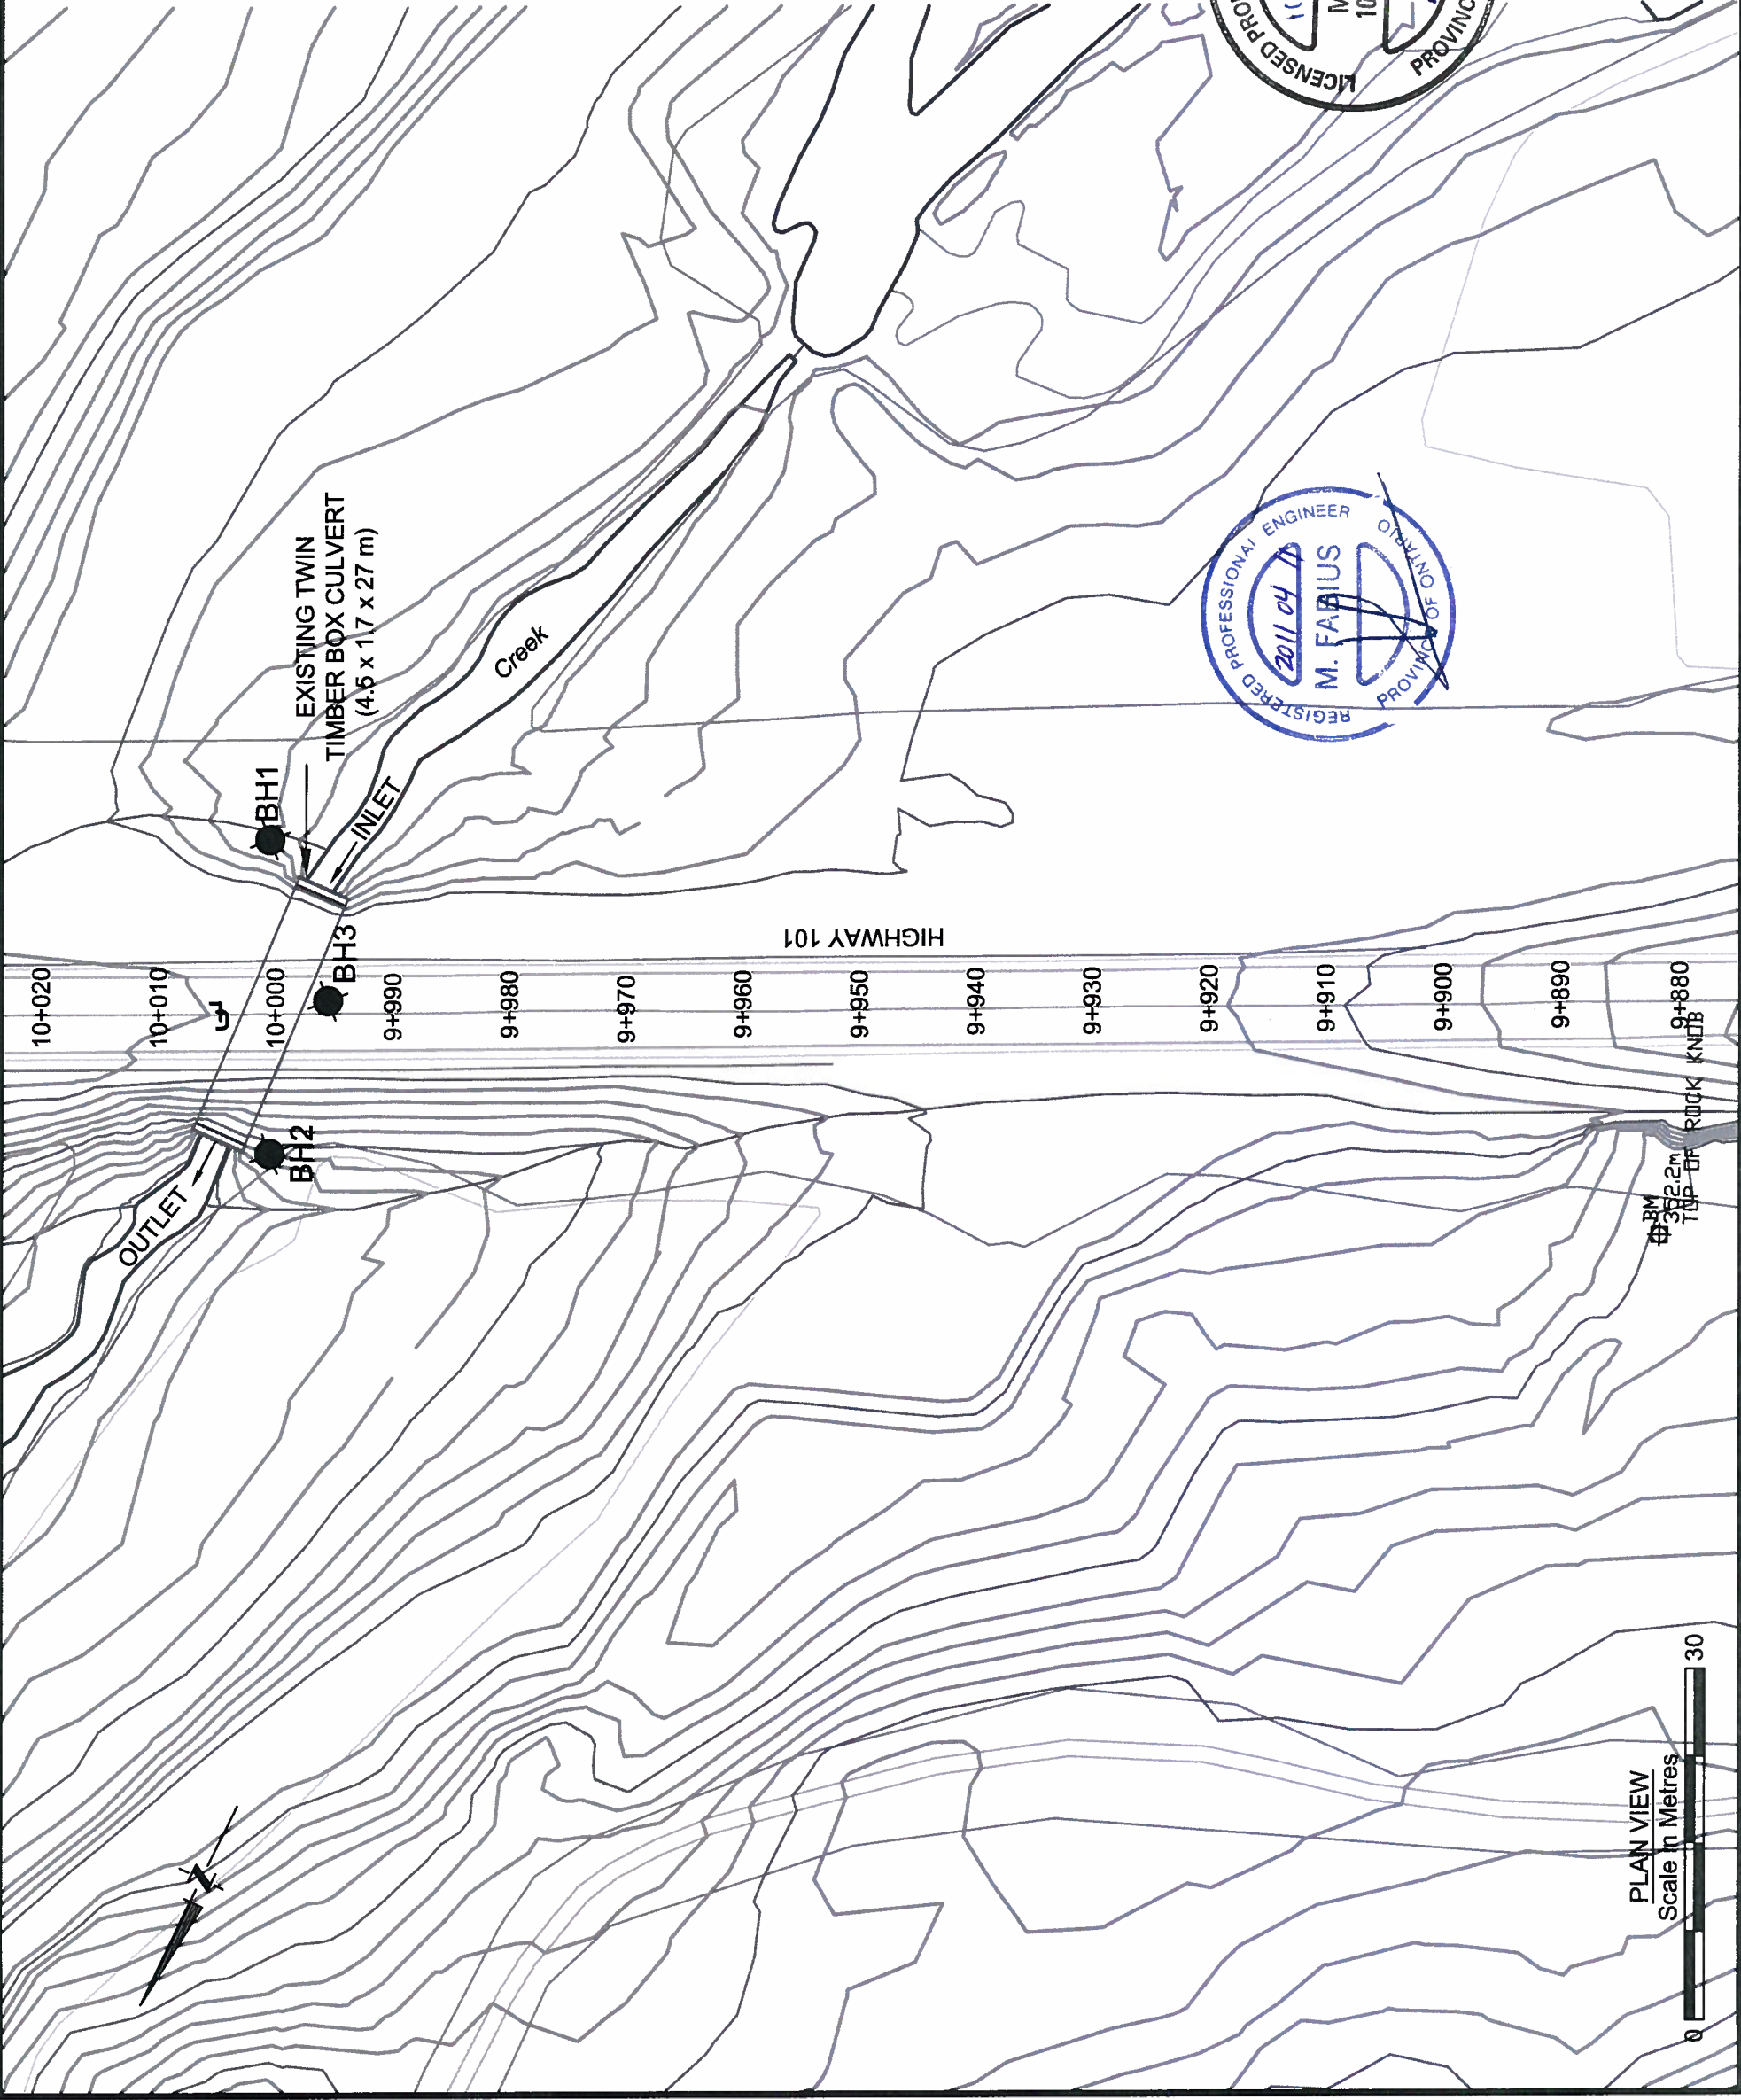 EXISTING TWIN
TIMBER BOX CULVERT
(4.5 x 1.7 x 27 m)
BH1
INLET
Creek
BH3
HIGHWAY 101
10+020
10+010
10+000
9+990
9+980
9+970
9+960
9+950
9+940
9+930
9+920
9+910
9+900
9+890
9+880
BH2
OUTLET
BM
352.2m
TOP OF ROCK KNOB
N
PLAN VIEW
Scale in Metres
0
30
REGISTERED PROFESSIONAL ENGINEER
2011 04 11
M. FABIUS
PROVINCE OF ONTARIO
LICENSED